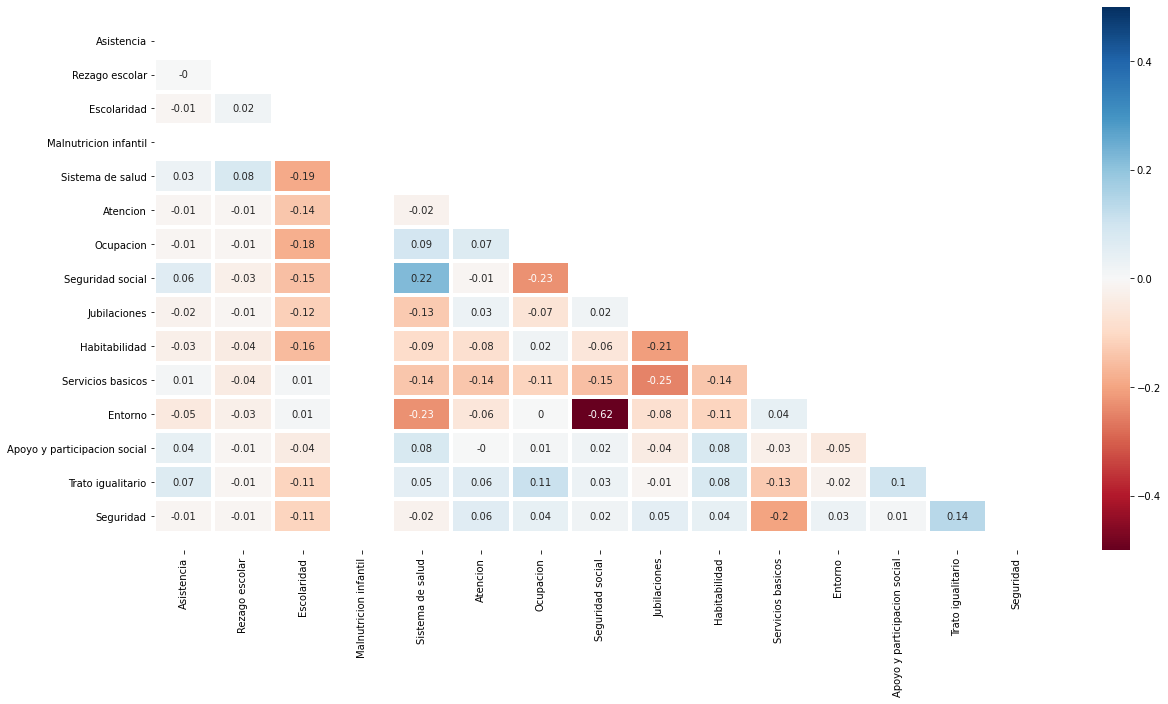 Asistencia
Rezago escolar -0
Escolaridad -0.01 0.02
Malnutricion infantil
Sistema de salud 0.03 0.08 -0.19
Atencion -0.01 -0.01 -0.14 -0.02
Ocupacion -0.01 -0.01 -0.18 0.09 0.07
Seguridad social 0.06 -0.03 -0.15 0.22 -0.01 -0.23
Jubilaciones -0.02 -0.01 -0.12 -0.13 0.03 -0.07 0.02
Habitabilidad -0.03 -0.04 -0.16 -0.09 -0.08 0.02 -0.06 -0.21
Servicios basicos 0.01 -0.04 0.01 -0.14 -0.14 -0.11 -0.15 -0.25 -0.14
Entorno -0.05 -0.03 0.01 -0.23 -0.06 0 -0.62 -0.08 -0.11 0.04
Apoyo y participacion social 0.04 -0.01 -0.04 0.08 -0 0.01 0.02 -0.04 0.08 -0.03 -0.05
Trato igualitario 0.07 -0.01 -0.11 0.05 0.06 0.11 0.03 -0.01 0.08 -0.13 -0.02 0.1
Seguridad -0.01 -0.01 -0.11 -0.02 0.06 0.04 0.02 0.05 0.04 -0.2 0.03 0.01 0.14
Asistencia
Rezago escolar
Escolaridad
Malnutricion infantil
Sistema de salud
Atencion
Ocupacion
Seguridad social
Jubilaciones
Habitabilidad
Servicios basicos
Entorno
Apoyo y participacion social
Trato igualitario
Seguridad
0.4
0.2
0.0
−0.2
−0.4